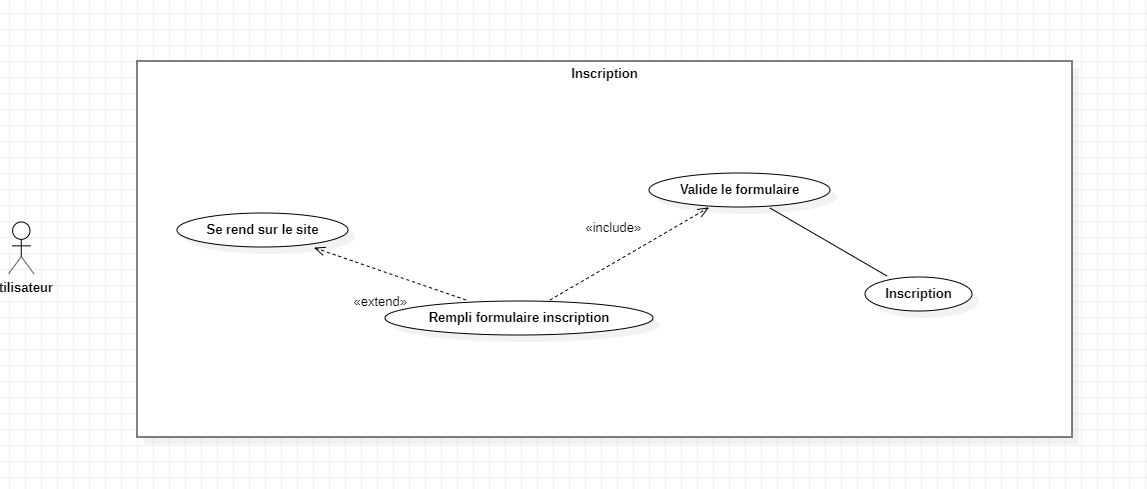 Inscription
Valide le formulaire
Se rend sur le site
«include»
tilisateur
Inscription
«extend»
Rempli formulaire inscription